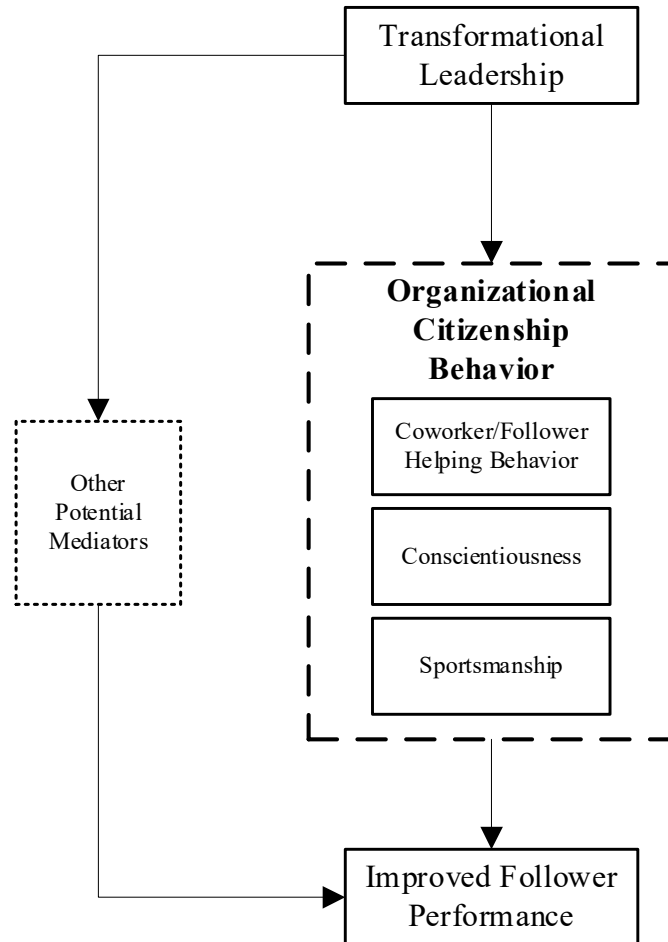 Transformational
Leadership
Organizational
Citizenship
Behavior
Coworker/Follower
Helping Behavior
Conscientiousness
Sportsmanship
Other
Potential
Mediators
Improved Follower
Performance